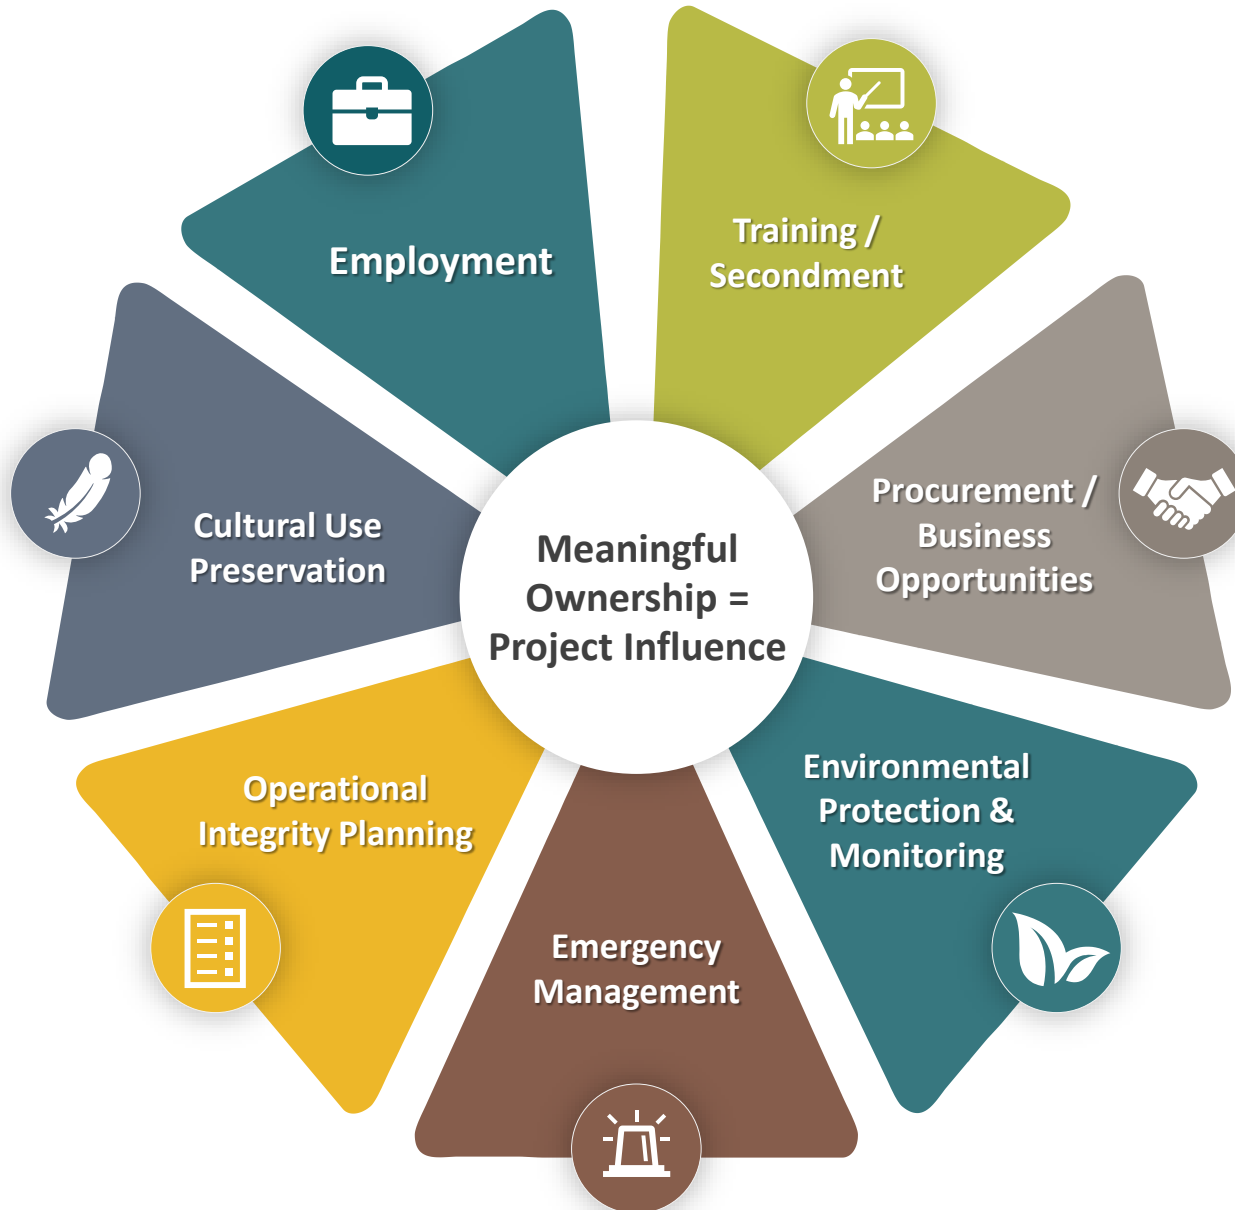 Employment
Training /
Secondment
Procurement /
Business
Opportunities
Environmental
Protection &
Monitoring
Emergency
Management
Operational
Integrity Planning
Cultural Use
Preservation
Meaningful
Ownership =
Project Influence